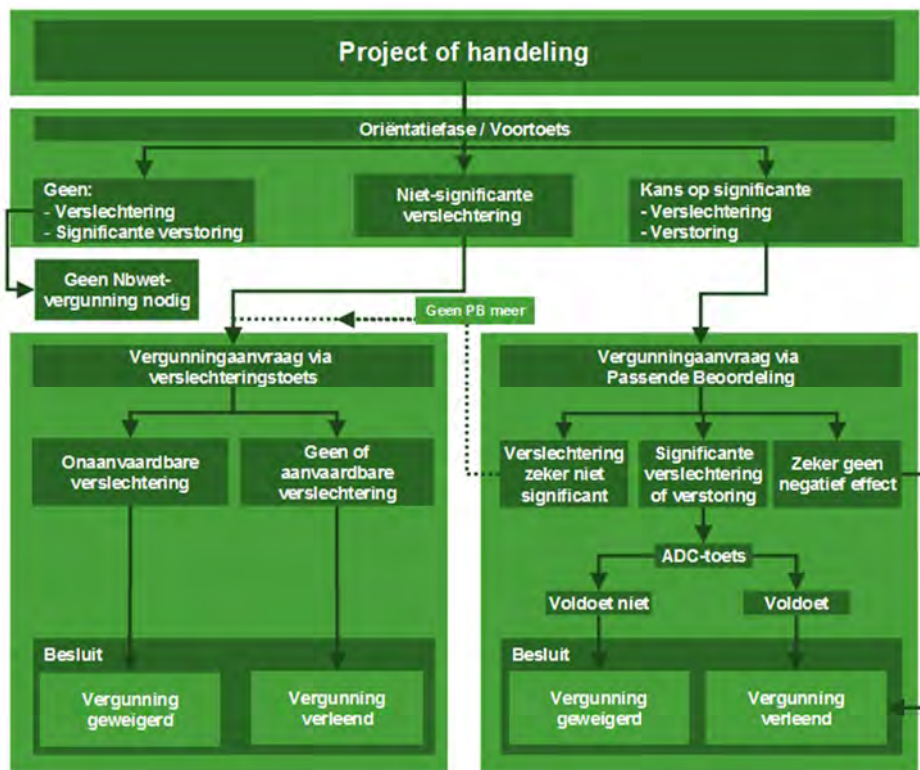 Project of handeling
Oriëntatiefase / Voortoets
Geen:
- Verslechtering
- Significante verstoring
Niet-significante
verslechtering
Kans op significante
- Verslechtering
- Verstoring
Geen Nbwet-
vergunning nodig
Geen PB meer
Vergunningaanvraag via
verslechteringstoets
Onaanvaardbare
verslechtering
Geen of
aanvaardbare
verslechtering
Besluit
Vergunning
geweigerd
Vergunning
verleend
Vergunningaanvraag via
Passende Beoordeling
Verslechtering
zeker niet
significant
Significante
verslechtering
of verstoring
Zeker geen
negatief effect
ADC-toets
Voldoet niet
Voldoet
Besluit
Vergunning
geweigerd
Vergunning
verleend